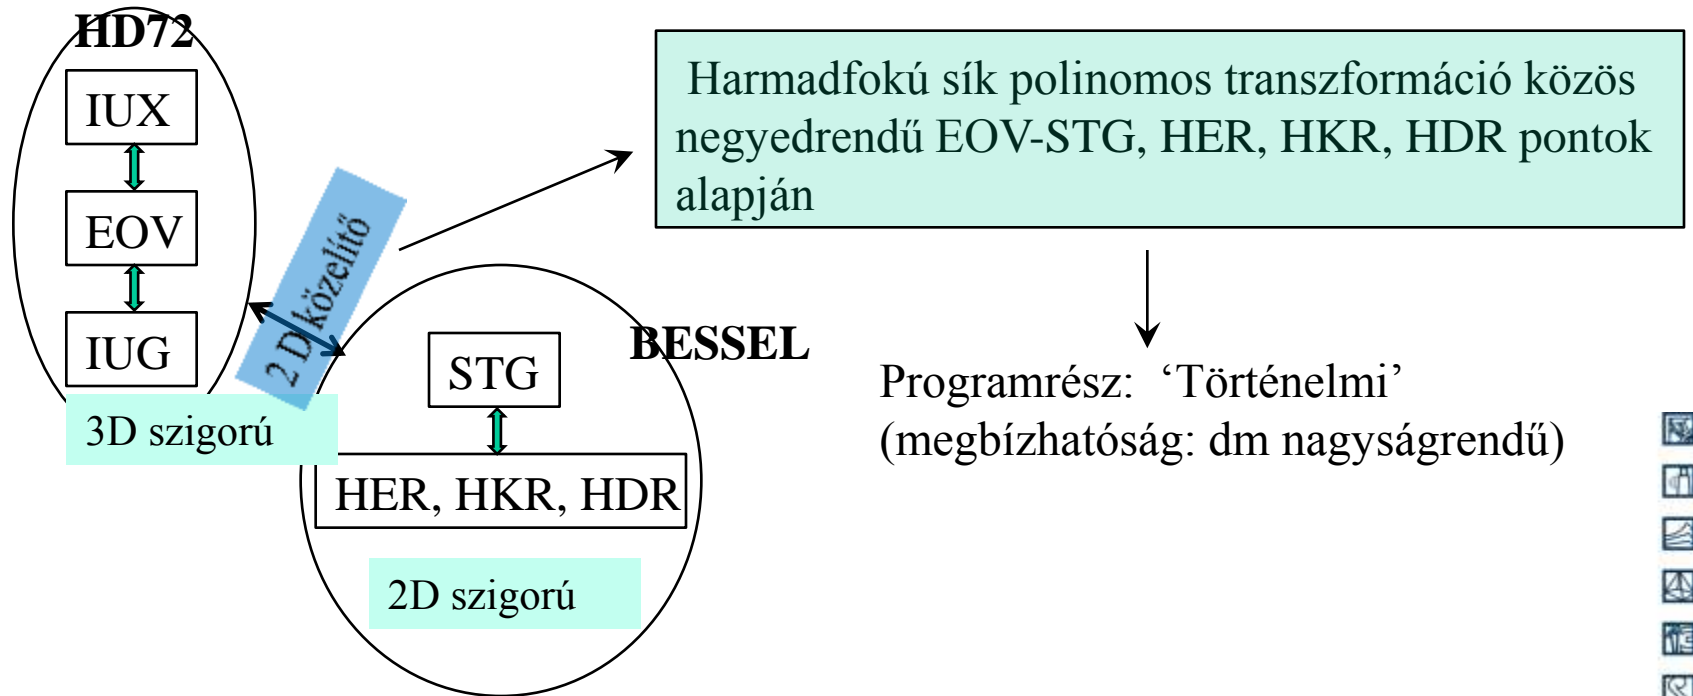 HD72
IUX
EOV
IUG
3D szigorú
2 D közelítő
Harmadfokú sík polinomos transzformáció közös
negyedrendű EOV-STG, HER, HKR, HDR pontok
alapján
BESSEL
STG
HER, HKR, HDR
2D szigorú
Programrész: ‘Történelmi’
(megbízhatóság: dm nagyságrendű)